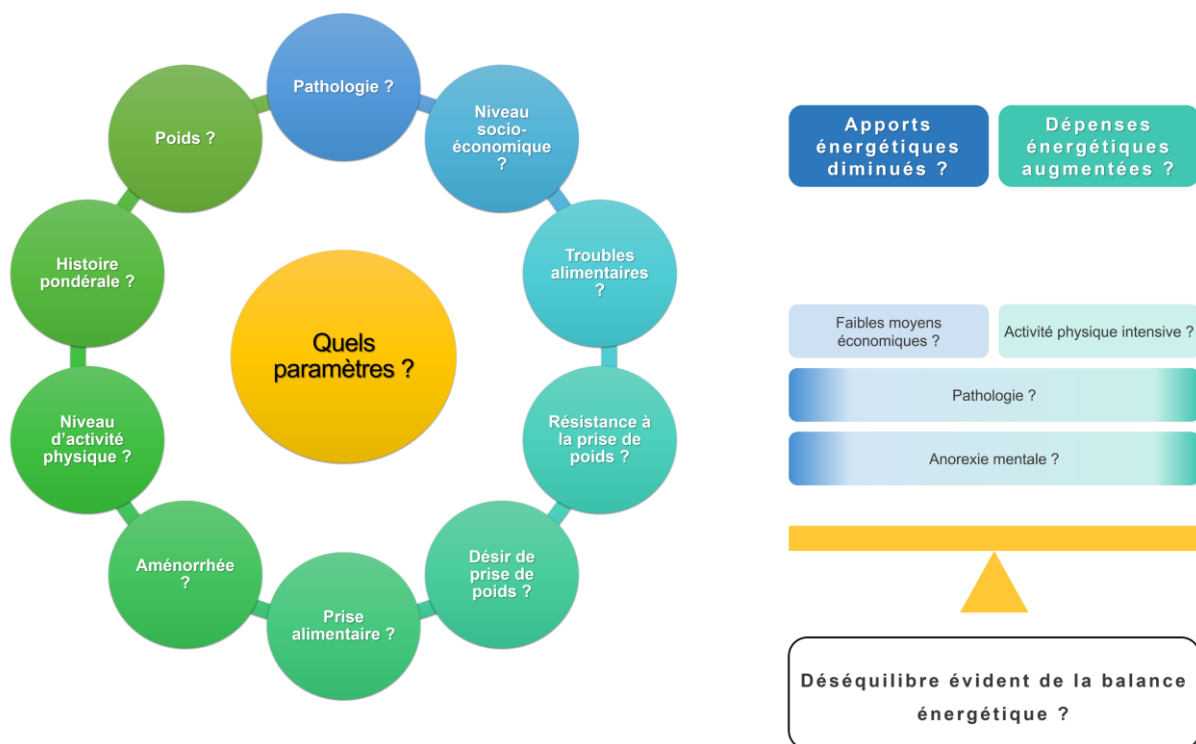 Pathologie ?
Niveau
socio-
économique
?
Troubles
alimentaires
?
Résistance à
la prise de
poids ?
Désir de
prise de
poids ?
Prise
alimentaire ?
Aménorrhée
?
Niveau
d’activité
physique ?
Histoire
pondérale ?
Poids ?
Quels
paramètres ?
Apports
énergétiques
diminués ?
Dépenses
énergétiques
augmentées ?
Faibles moyens
économiques ?
Activité physique intensive ?
Pathologie ?
Anorexie mentale ?
Déséquilibre évident de la balance
énergétique ?